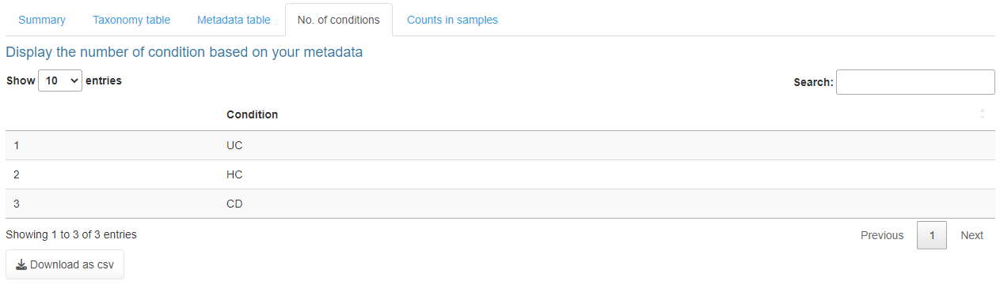 Summary Taxonomy table Metadata table No. of conditions Counts in samples
Display the number of condition based on your metadata
Show 10 entries Search:
Condition
1 UC
2 HC
3 CD
Showing 1 to 3 of 3 entries Previous 1 Next
Download as csv